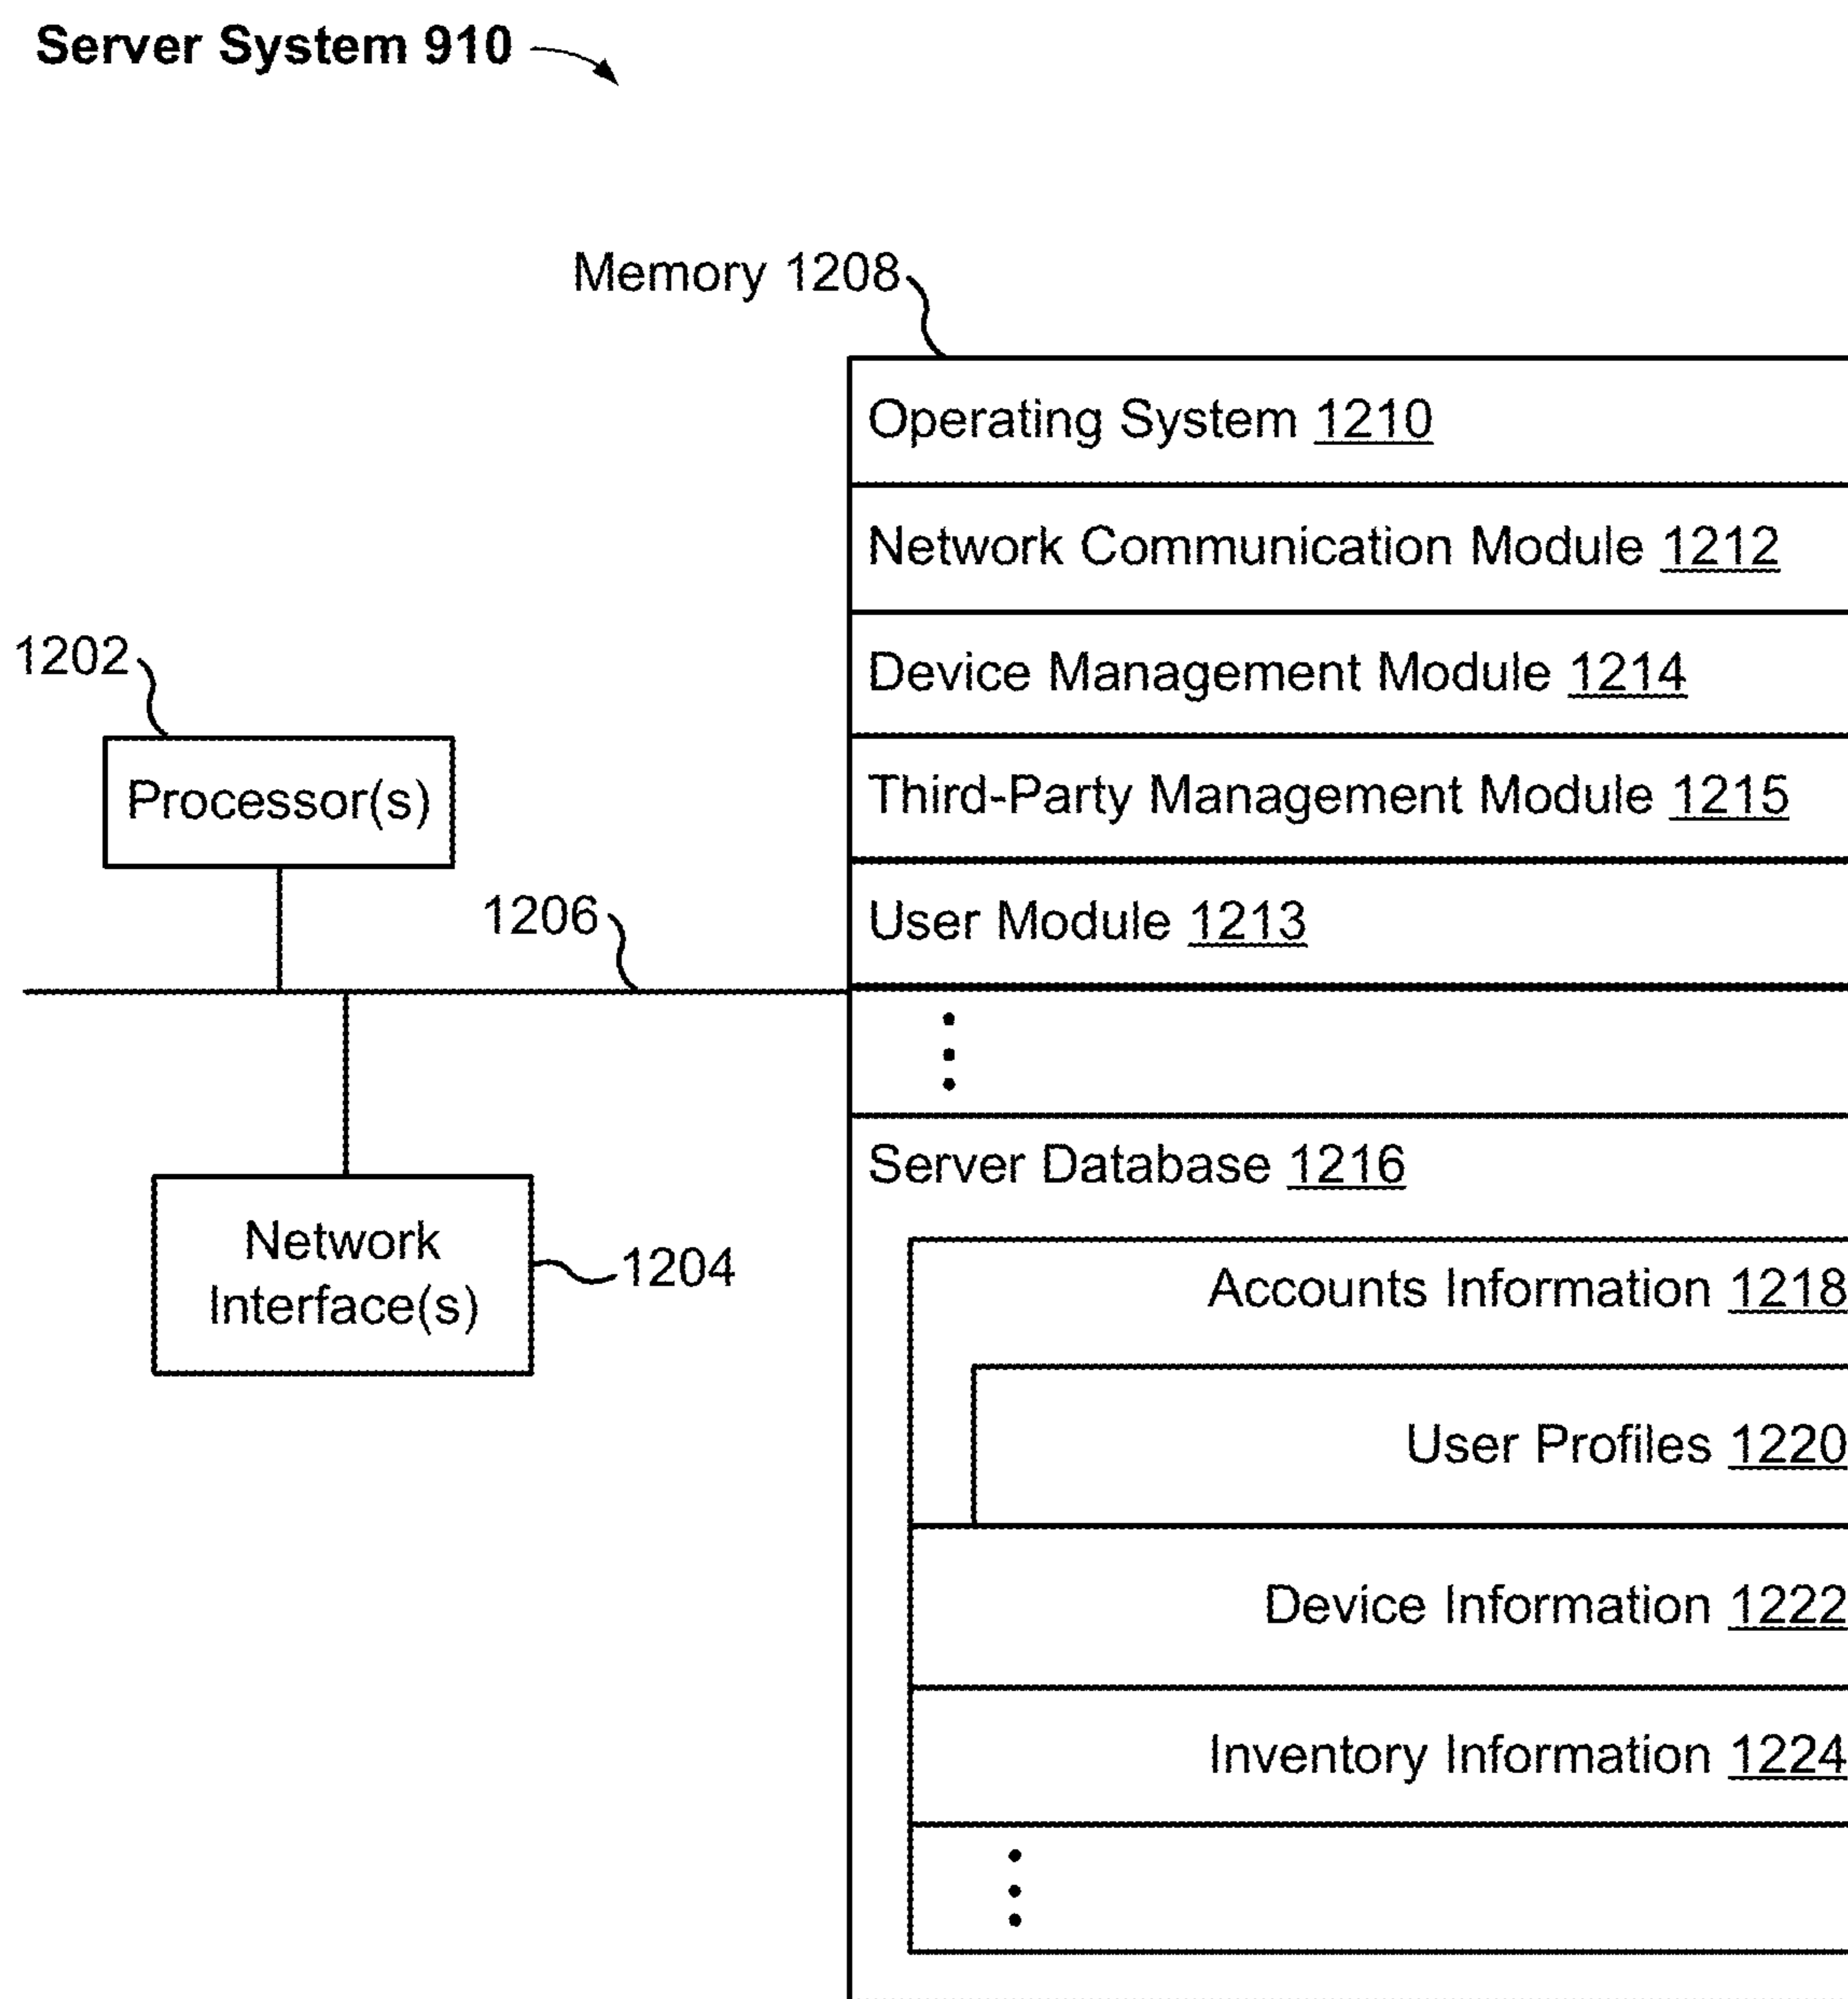 Server System 910
Memory 1208
Operating System 1210
Network Communication Module 1212
Device Management Module 1214
Third-Party Management Module 1215
User Module 1213
1202
Processor(s)
1206
Network
Interface(s)
1204
Server Database 1216
Accounts Information 1218
User Profiles 1220
Device Information 1222
Inventory Information 1224